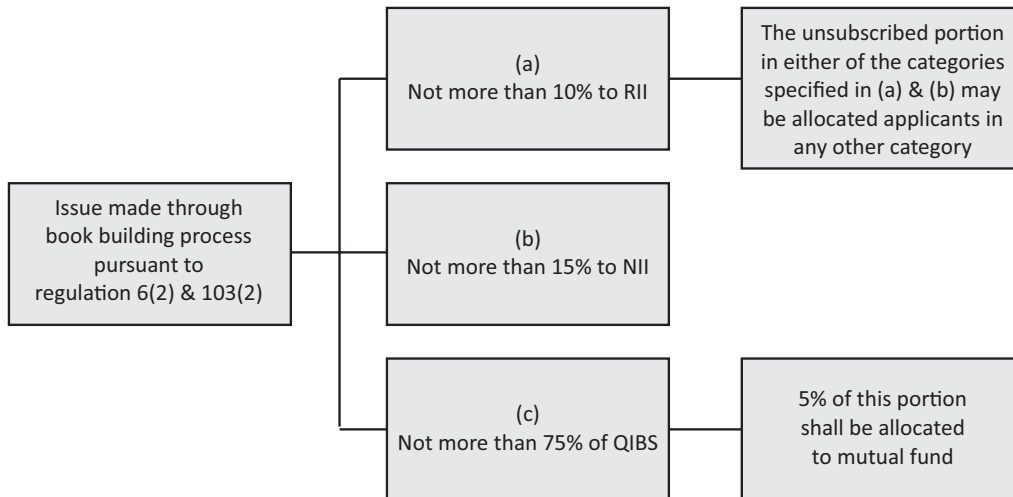 Issue made through
book building process
pursuant to
regulation 6(2) & 103(2)
(a)
Not more than 10% to RII
The unsubscribed portion
in either of the categories
specified in (a) & (b) may
be allocated applicants in
any other category
(b)
Not more than 15% to NII
(c)
Not more than 75% of QIBS
5% of this portion
shall be allocated
to mutual fund